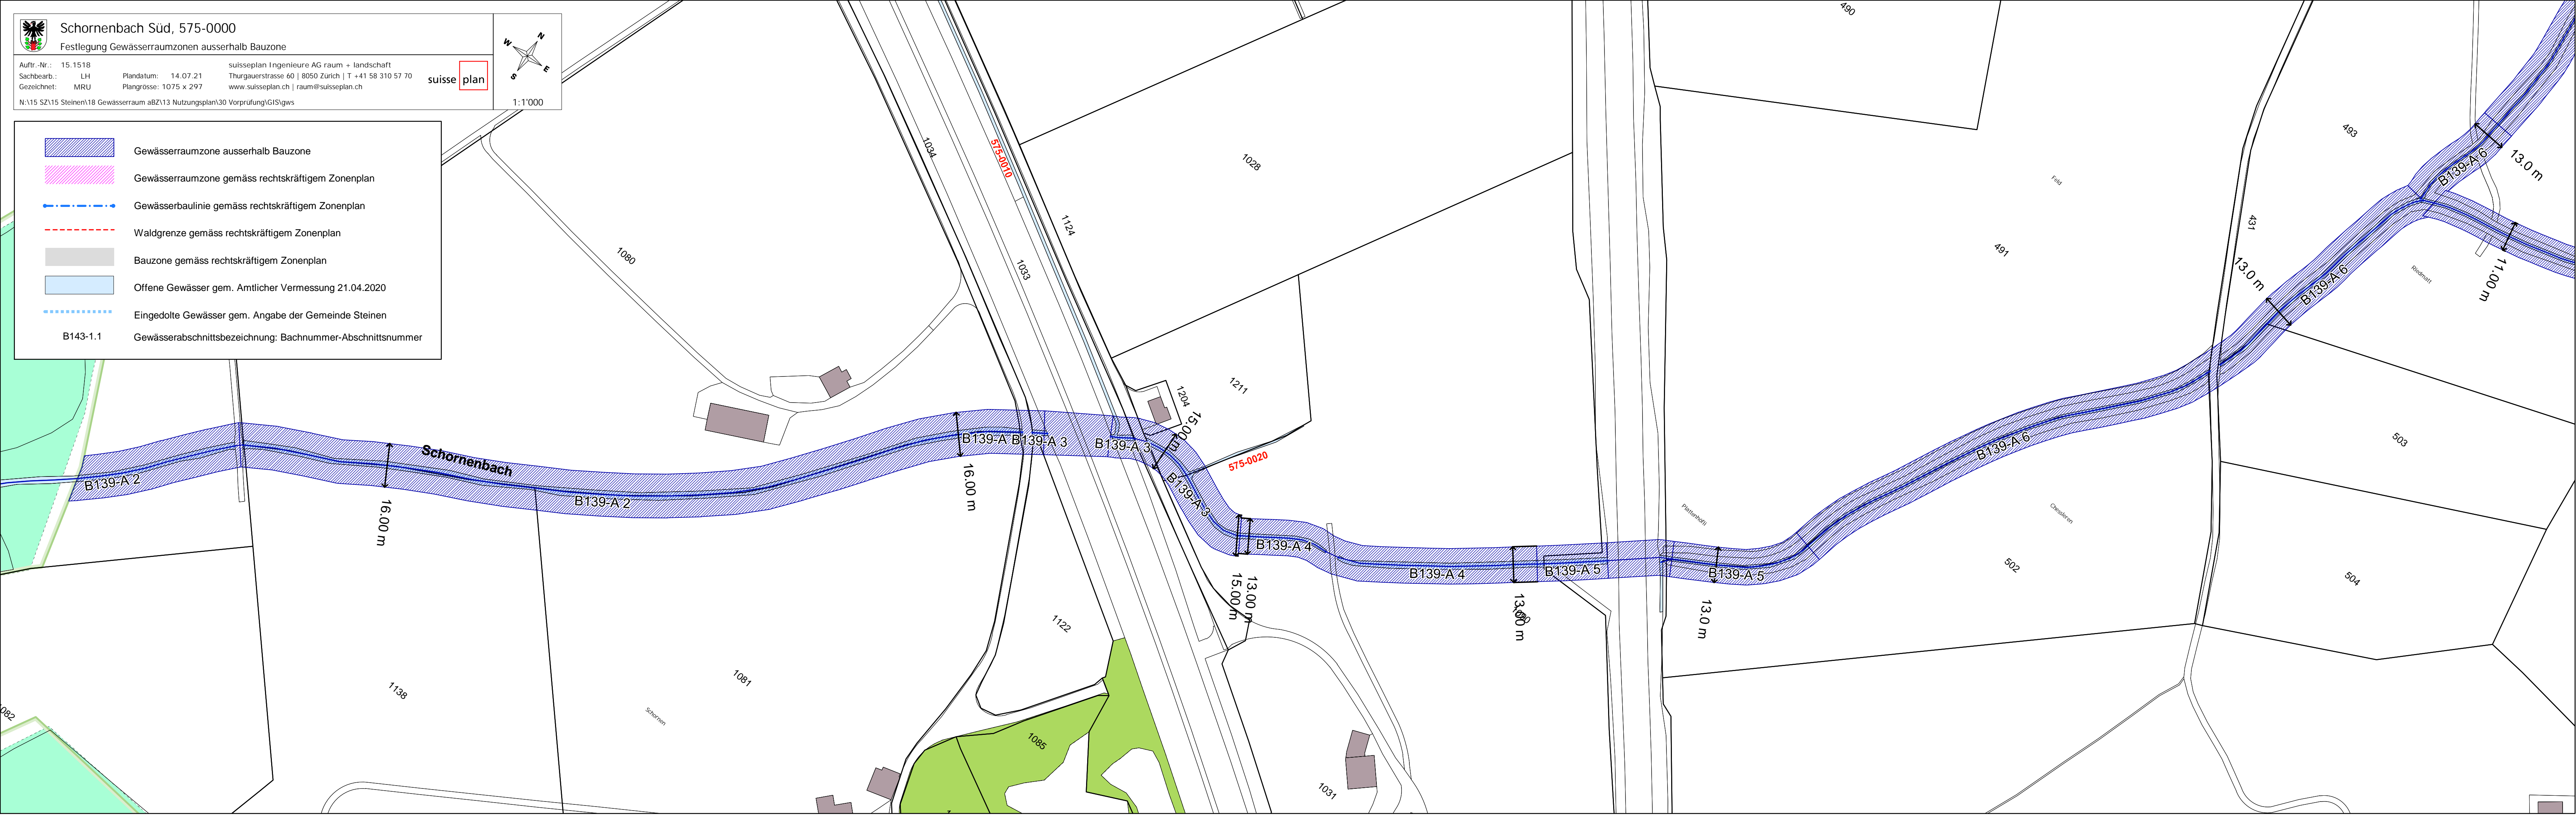 Schornenbach Süd, 575-0000
Festlegung Gewässerraumzonen ausserhalb Bauzone
Auftr.-Nr.: 15.1518
Sachbearb.: LH
Gezeichnet: MRU
Plandatum: 14.07.21
Plangrösse: 1075 x 297
suisseplan Ingenieure AG raum + landschaft
Thurgauerstrasse 60 | 8050 Zürich | T +41 58 310 57 70
www.suisseplan.ch | raum@suisseplan.ch
suisse plan
N:\15 SZ\15 Steinen\18 Gewässerraum aBZ\13 Nutzungsplan\30 Vorprüfung\GIS\gws
N
W
E
S
1:1'000
Gewässerraumzone ausserhalb Bauzone
Gewässerraumzone gemäss rechtskräftigem Zonenplan
Gewässerbaulinie gemäss rechtskräftigem Zonenplan
Waldgrenze gemäss rechtskräftigem Zonenplan
Bauzone gemäss rechtskräftigem Zonenplan
Offene Gewässer gem. Amtlicher Vermessung 21.04.2020
Eingedolte Gewässer gem. Angabe der Gemeinde Steinen
B143-1.1 Gewässerabschnittsbezeichnung: Bachnummer-Abschnittsnummer
490
493
1034
575-0010
1028
1124
1033
1080
Feld
491
431
13.0 m
B139-A 6
13.0 m
B139-A 6
Riedmatt
11.00 m
1204
1211
15.00 m
575-0020
Schornenbach
B139-A 2
16.00 m
B139-A 2
16.00 m
B139-A
B139-A 3
B139-A 3
B139-A 3
B139-A 4
15.00 m
13.00 m
B139-A 4
13.00 m
B139-A 5
B139-A 5
13.0 m
B139-A 6
Plattenhöfli
502
503
504
1122
1081
1138
Schornen
1085
1031